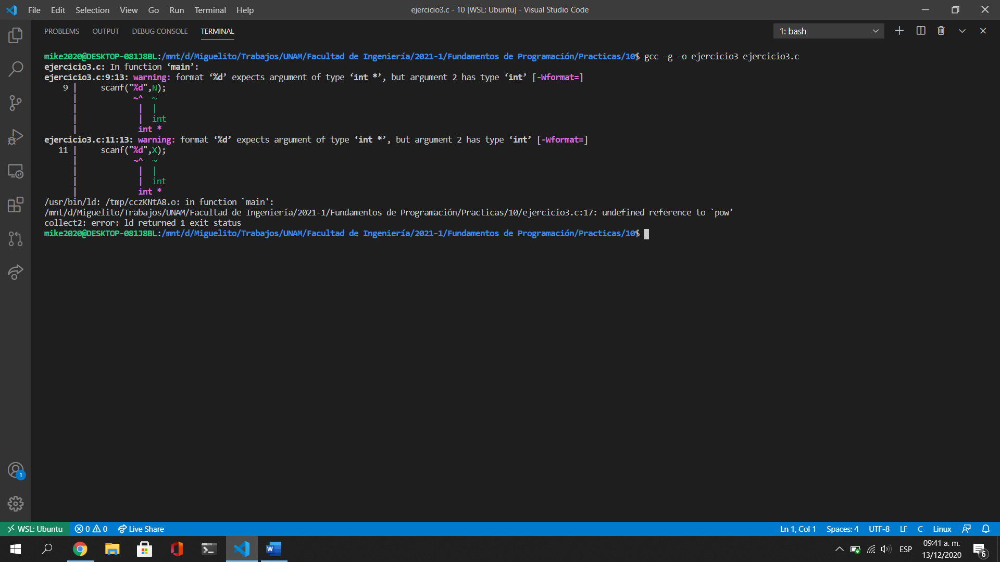 File Edit Selection View Go Run Terminal Help
ejercicio3.c - 10 [WSL: Ubuntu] - Visual Studio Code
PROBLEMS OUTPUT DEBUG CONSOLE TERMINAL
1: bash
mike2020@DESKTOP-081J8BL:/mnt/d/Miguelito/Trabajos/UNAM/Facultad de Ingeniería/2021-1/Fundamentos de Programación/Practicas/10$ gcc -g -o ejercicio3 ejercicio3.c
ejercicio3.c: In function ‘main’:
ejercicio3.c:9:13: warning: format ‘%d’ expects argument of type ‘int *’, but argument 2 has type ‘int’ [-Wformat=]
9 |     scanf("%d",N);
|            ~^  ~
|             |  |
|             |  int
|             int *
ejercicio3.c:11:13: warning: format ‘%d’ expects argument of type ‘int *’, but argument 2 has type ‘int’ [-Wformat=]
11 |     scanf("%d",X);
|            ~^  ~
|             |  |
|             |  int
|             int *
/usr/bin/ld: /tmp/cczKNtA8.o: in function `main':
/mnt/d/Miguelito/Trabajos/UNAM/Facultad de Ingeniería/2021-1/Fundamentos de Programación/Practicas/10/ejercicio3.c:17: undefined reference to `pow'
collect2: error: ld returned 1 exit status
mike2020@DESKTOP-081J8BL:/mnt/d/Miguelito/Trabajos/UNAM/Facultad de Ingeniería/2021-1/Fundamentos de Programación/Practicas/10$
1
WSL: Ubuntu 0 0 Live Share
Ln 1, Col 1 Spaces: 4 UTF-8 LF C Linux
W
ESP
09:41 a. m.
13/12/2020
6